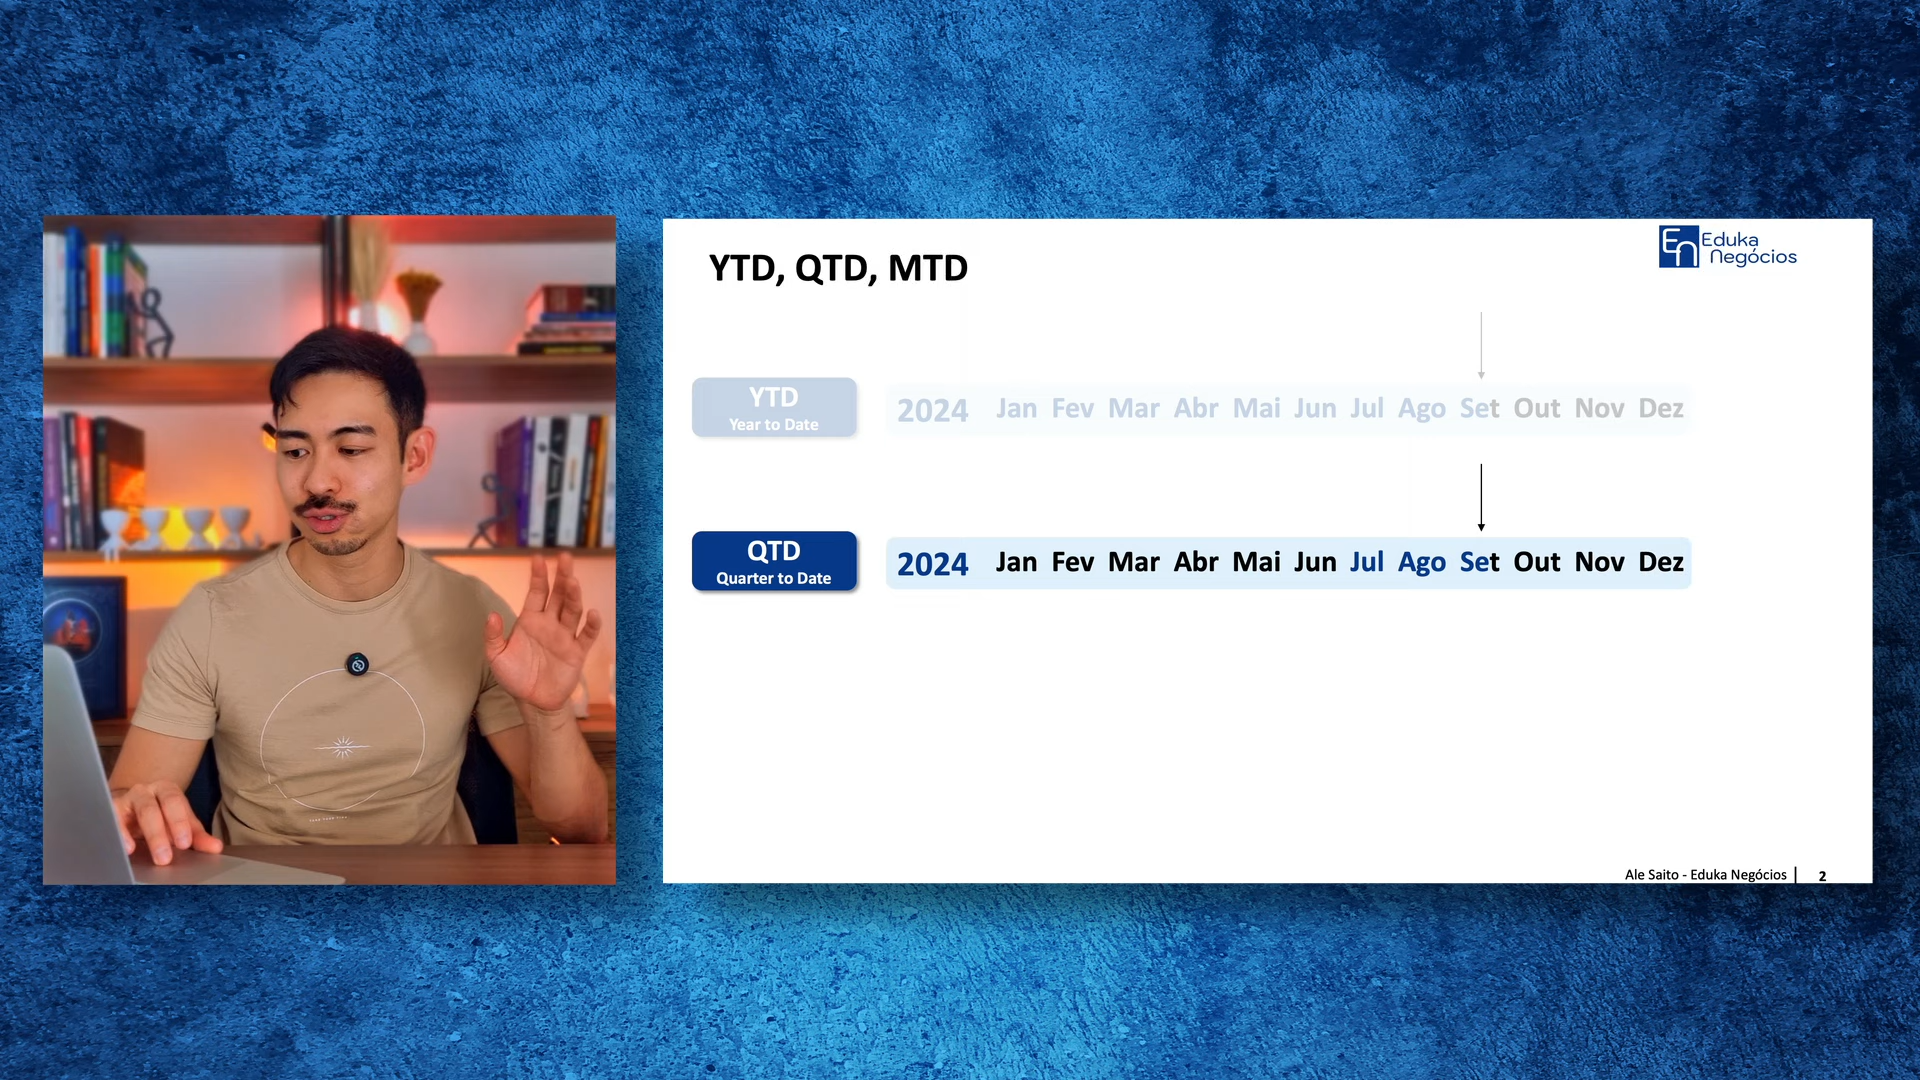 YTD, QTD, MTD
Eduka
Negócios
YTD
Year to Date
2024 Jan Fev Mar Abr Mai Jun Jul Ago Set Out Nov Dez
QTD
Quarter to Date
2024 Jan Fev Mar Abr Mai Jun Jul Ago Set Out Nov Dez
Ale Saito - Eduka Negócios | 2